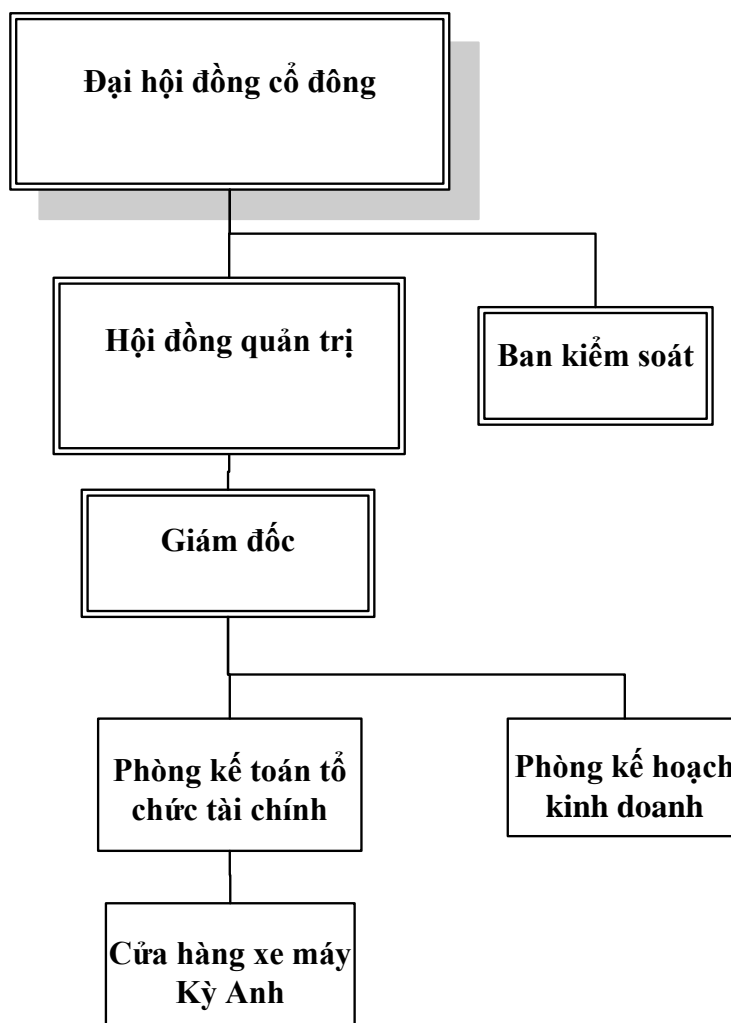 Đại hội đồng cổ đông
Hội đồng quản trị
Ban kiểm soát
Giám đốc
Phòng kế toán tổ
chức tài chính
Phòng kế hoạch
kinh doanh
Cửa hàng xe máy
Kỳ Anh